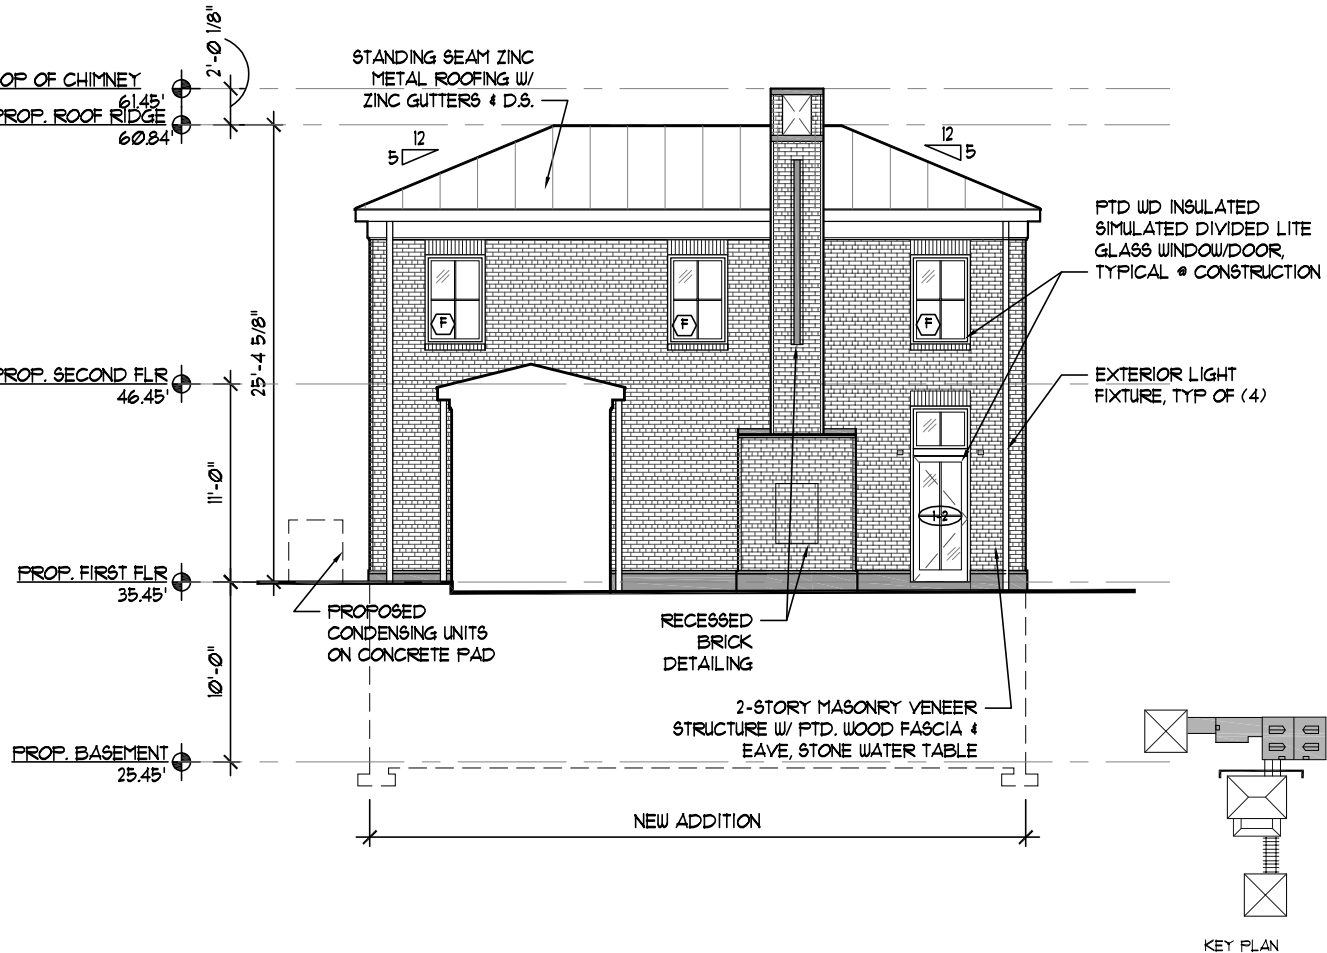 2'-0 1/8"
OP OF CHIMNEY
61.45'
PROP. ROOF RIDGE
60.84'
STANDING SEAM ZINC
METAL ROOFING W/
ZINC GUTTERS & D.S.
12
5
12
5
PTD WD INSULATED
SIMULATED DIVIDED LITE
GLASS WINDOW/DOOR,
TYPICAL @ CONSTRUCTION
F
F
F
25'-4 5/8"
PROP. SECOND FLR
46.45'
EXTERIOR LIGHT
FIXTURE, TYP OF (4)
11'-0"
1-2
PROP. FIRST FLR
35.45'
PROPOSED
CONDENSING UNITS
ON CONCRETE PAD
RECESSED
BRICK
DETAILING
10'-0"
2-STORY MASONRY VENEER
STRUCTURE W/ PTD. WOOD FASCIA &
EAVE, STONE WATER TABLE
PROP. BASEMENT
25.45'
NEW ADDITION
KEY PLAN